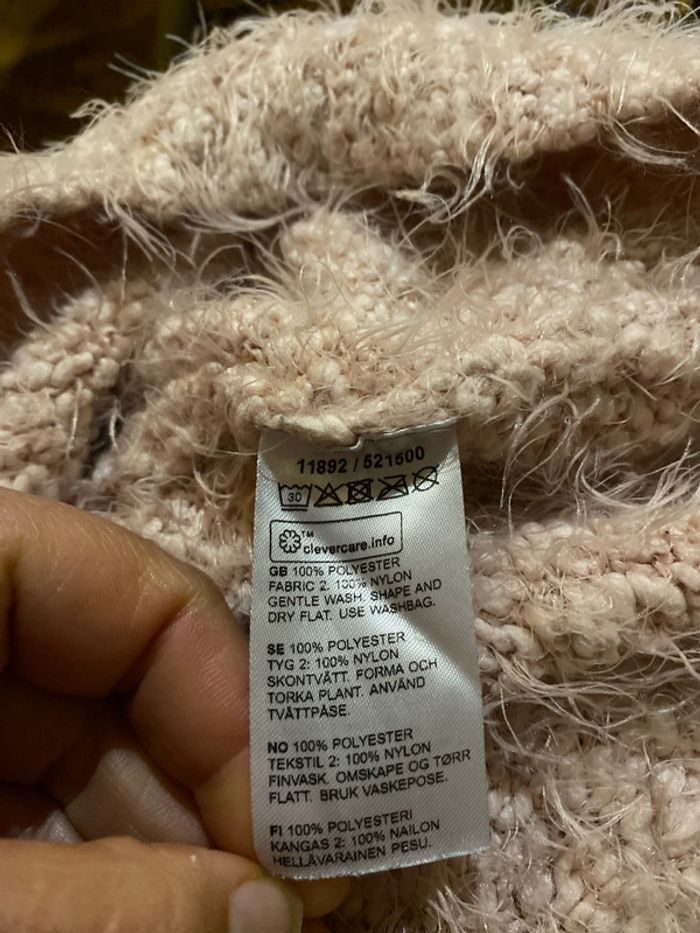 11892 / 521600
30
TM
clevercare.info
GB 100% POLYESTER
FABRIC 2. 100% NYLON
GENTLE WASH. SHAPE AND
DRY FLAT. USE WASHBAG.
SE 100% POLYESTER
TYG 2: 100% NYLON
SKONTVÄTT. FORMA OCH
TORKA PLANT. ANVÄND
TVÄTTPÅSE.
NO 100% POLYESTER
TEKSTIL 2: 100% NYLON
FINVASK. OMSKAPE OG TØRR
FLATT. BRUK VASKEPOSE.
FI 100% POLYESTERI
KANGAS 2: 100% NAILON
HELLÄVARAINEN PESU.